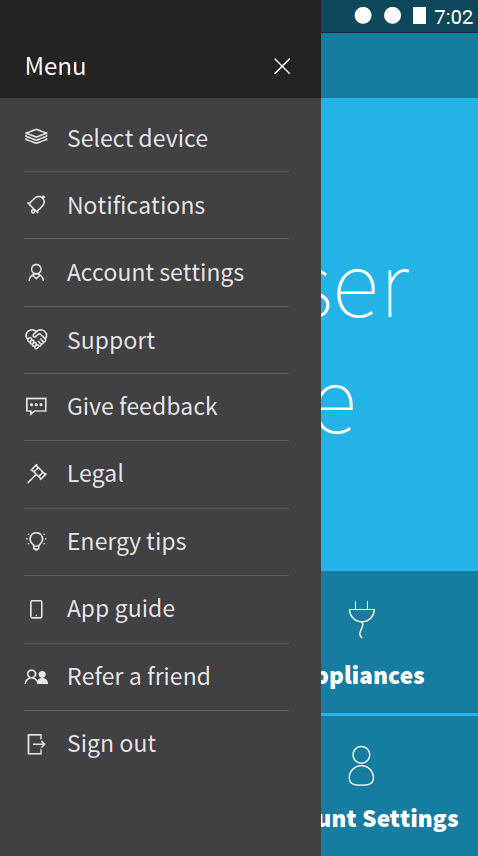 7:02
Menu
Select device
Notifications
Account settings
Support
Give feedback
Legal
Energy tips
App guide
Refer a friend
Sign out
ser
e
ppliances
unt Settings